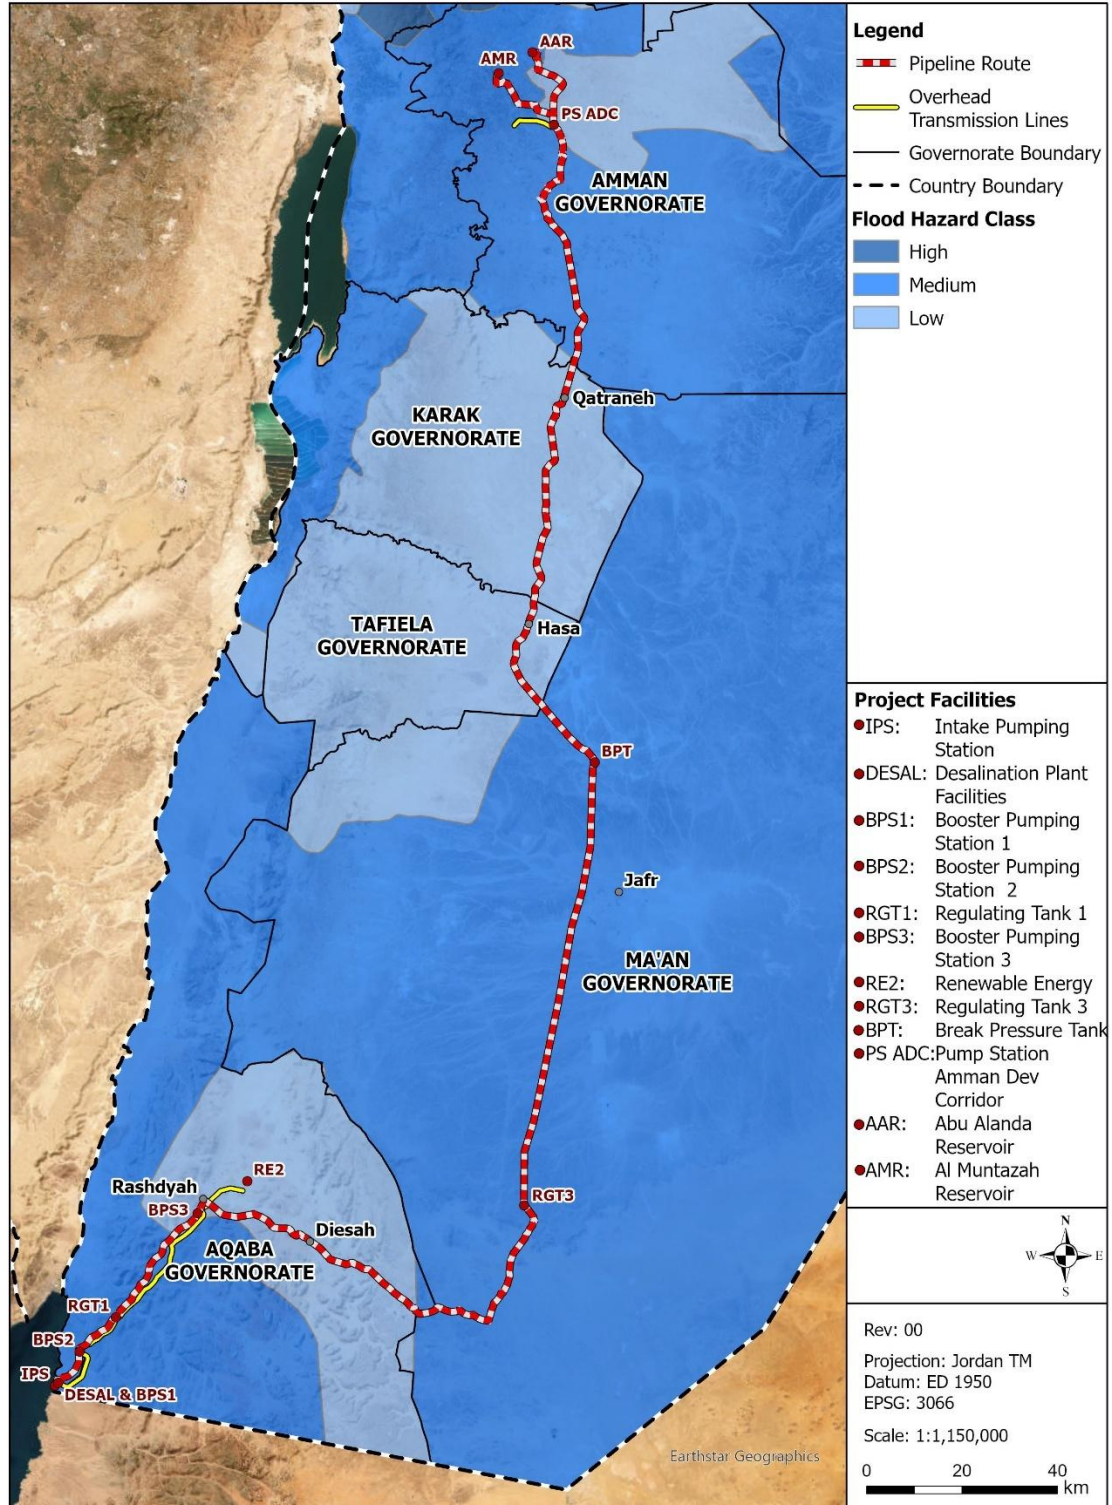 AAR
AMR
PS ADC
AMMAN
GOVERNORATE
Qatraneh
KARAK
GOVERNORATE
TAFIELA
GOVERNORATE
Hasa
BPT
Jafr
MA'AN
GOVERNORATE
RE2
Rashdyah
BPS3
RGT3
Diesah
AQABA
GOVERNORATE
RGT1
BPS2
IPS
DESAL & BPS1
Earthstar Geographics
Legend
Pipeline Route
Overhead
Transmission Lines
Governorate Boundary
Country Boundary
Flood Hazard Class
High
Medium
Low
Project Facilities
IPS: Intake Pumping
Station
DESAL: Desalination Plant
Facilities
BPS1: Booster Pumping
Station 1
BPS2: Booster Pumping
Station 2
RGT1: Regulating Tank 1
BPS3: Booster Pumping
Station 3
RE2: Renewable Energy
RGT3: Regulating Tank 3
BPT: Break Pressure Tank
PS ADC: Pump Station
Amman Dev
Corridor
AAR: Abu Alanda
Reservoir
AMR: Al Muntazah
Reservoir
N
W E
S
Rev: 00
Projection: Jordan TM
Datum: ED 1950
EPSG: 3066
Scale: 1:1,150,000
0 20 40
km